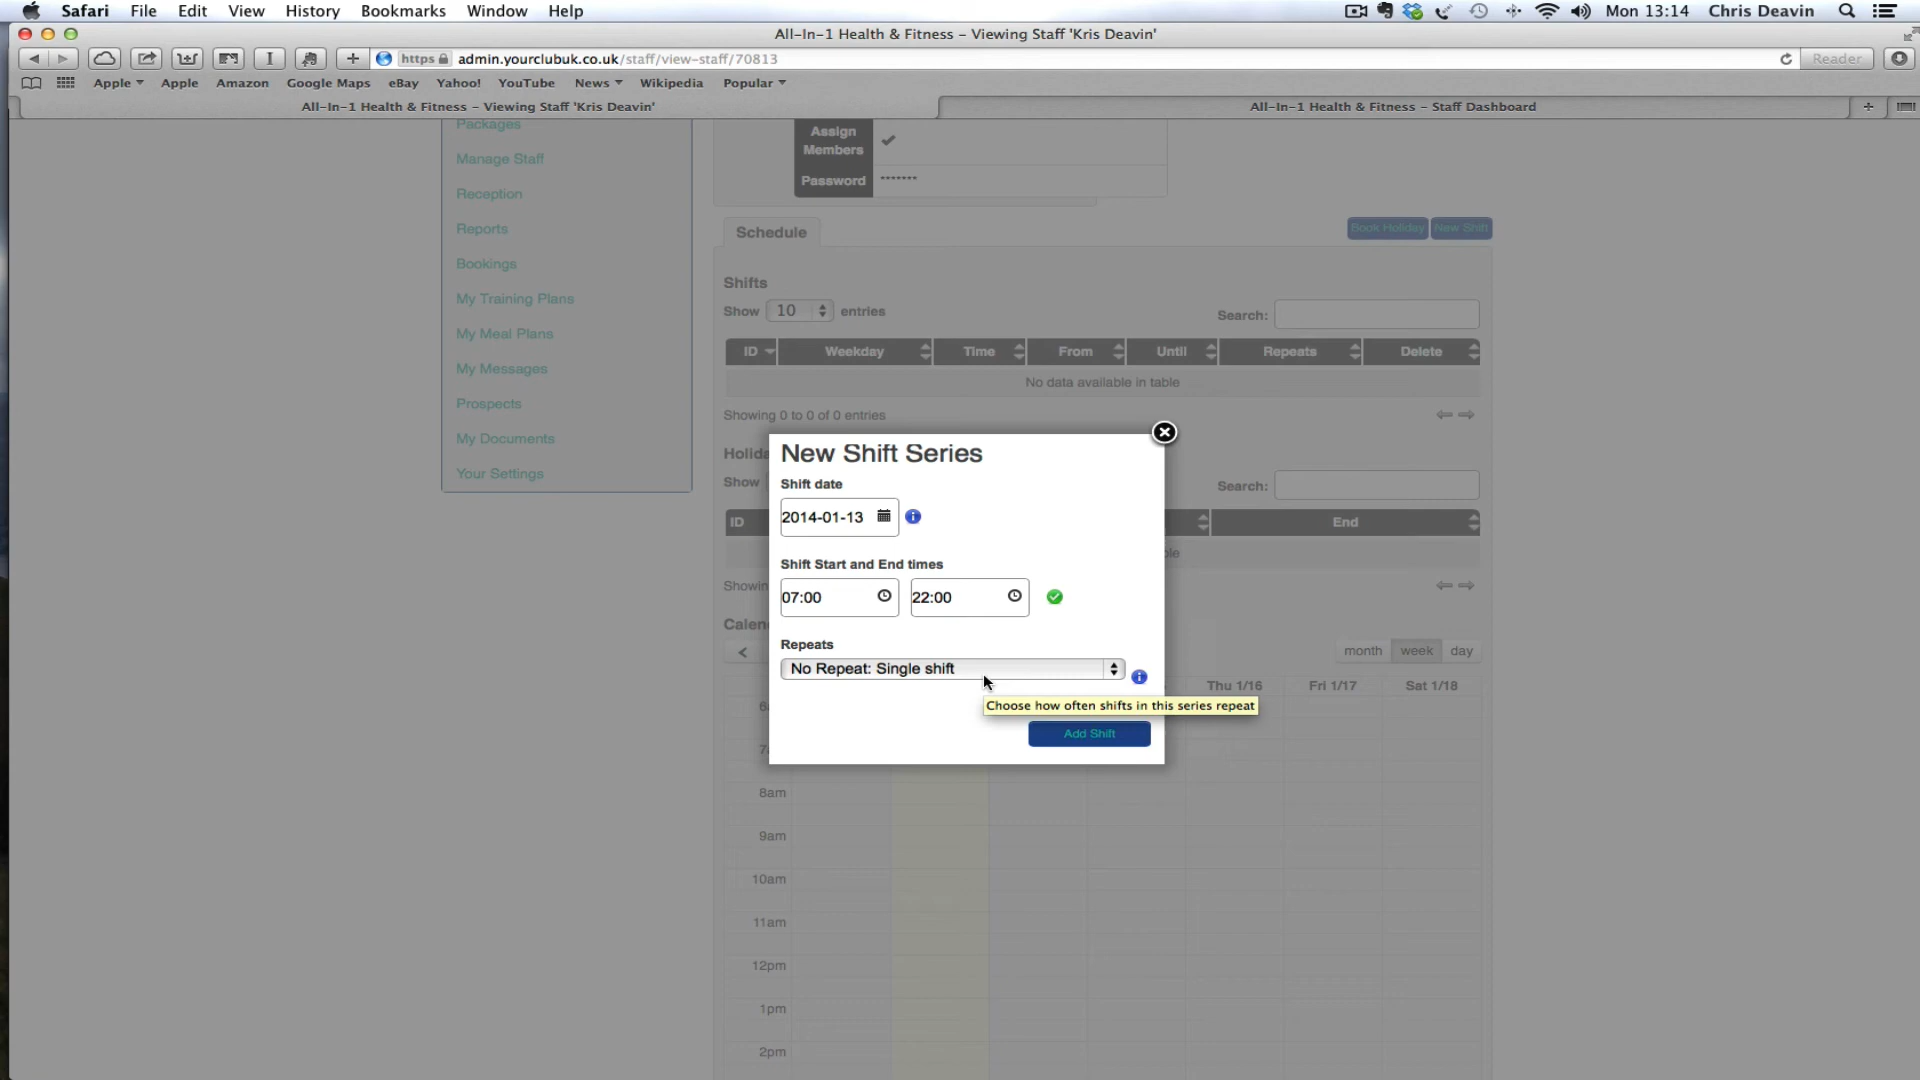 Safari File Edit View History Bookmarks Window Help Mon 13:14 Chris Deavin
All-In-1 Health & Fitness – Viewing Staff 'Kris Deavin'
https admin.yourclubuk.co.uk/staff/view-staff/70813 Reader
Apple Apple Amazon Google Maps eBay Yahoo! YouTube News Wikipedia Popular
All-In-1 Health & Fitness – Viewing Staff 'Kris Deavin' All-In-1 Health & Fitness – Staff Dashboard
Packages
Manage Staff
Reception
Reports
Bookings
My Training Plans
My Meal Plans
My Messages
Prospects
My Documents
Your Settings
Assign
Members
Password •••••••
Schedule Book Holiday New Shift
Shifts
Show 10 entries Search:
ID Weekday Time From Until Repeats Delete
No data available in table
Showing 0 to 0 of 0 entries
Holida
Show Search:
ID End
ble
Showin
Calen
< month week day
Thu 1/16 Fri 1/17 Sat 1/18
6
7
8am
9am
10am
11am
12pm
1pm
2pm
New Shift Series
Shift date
2014-01-13
Shift Start and End times
07:00 22:00
Repeats
No Repeat: Single shift
Choose how often shifts in this series repeat
Add Shift